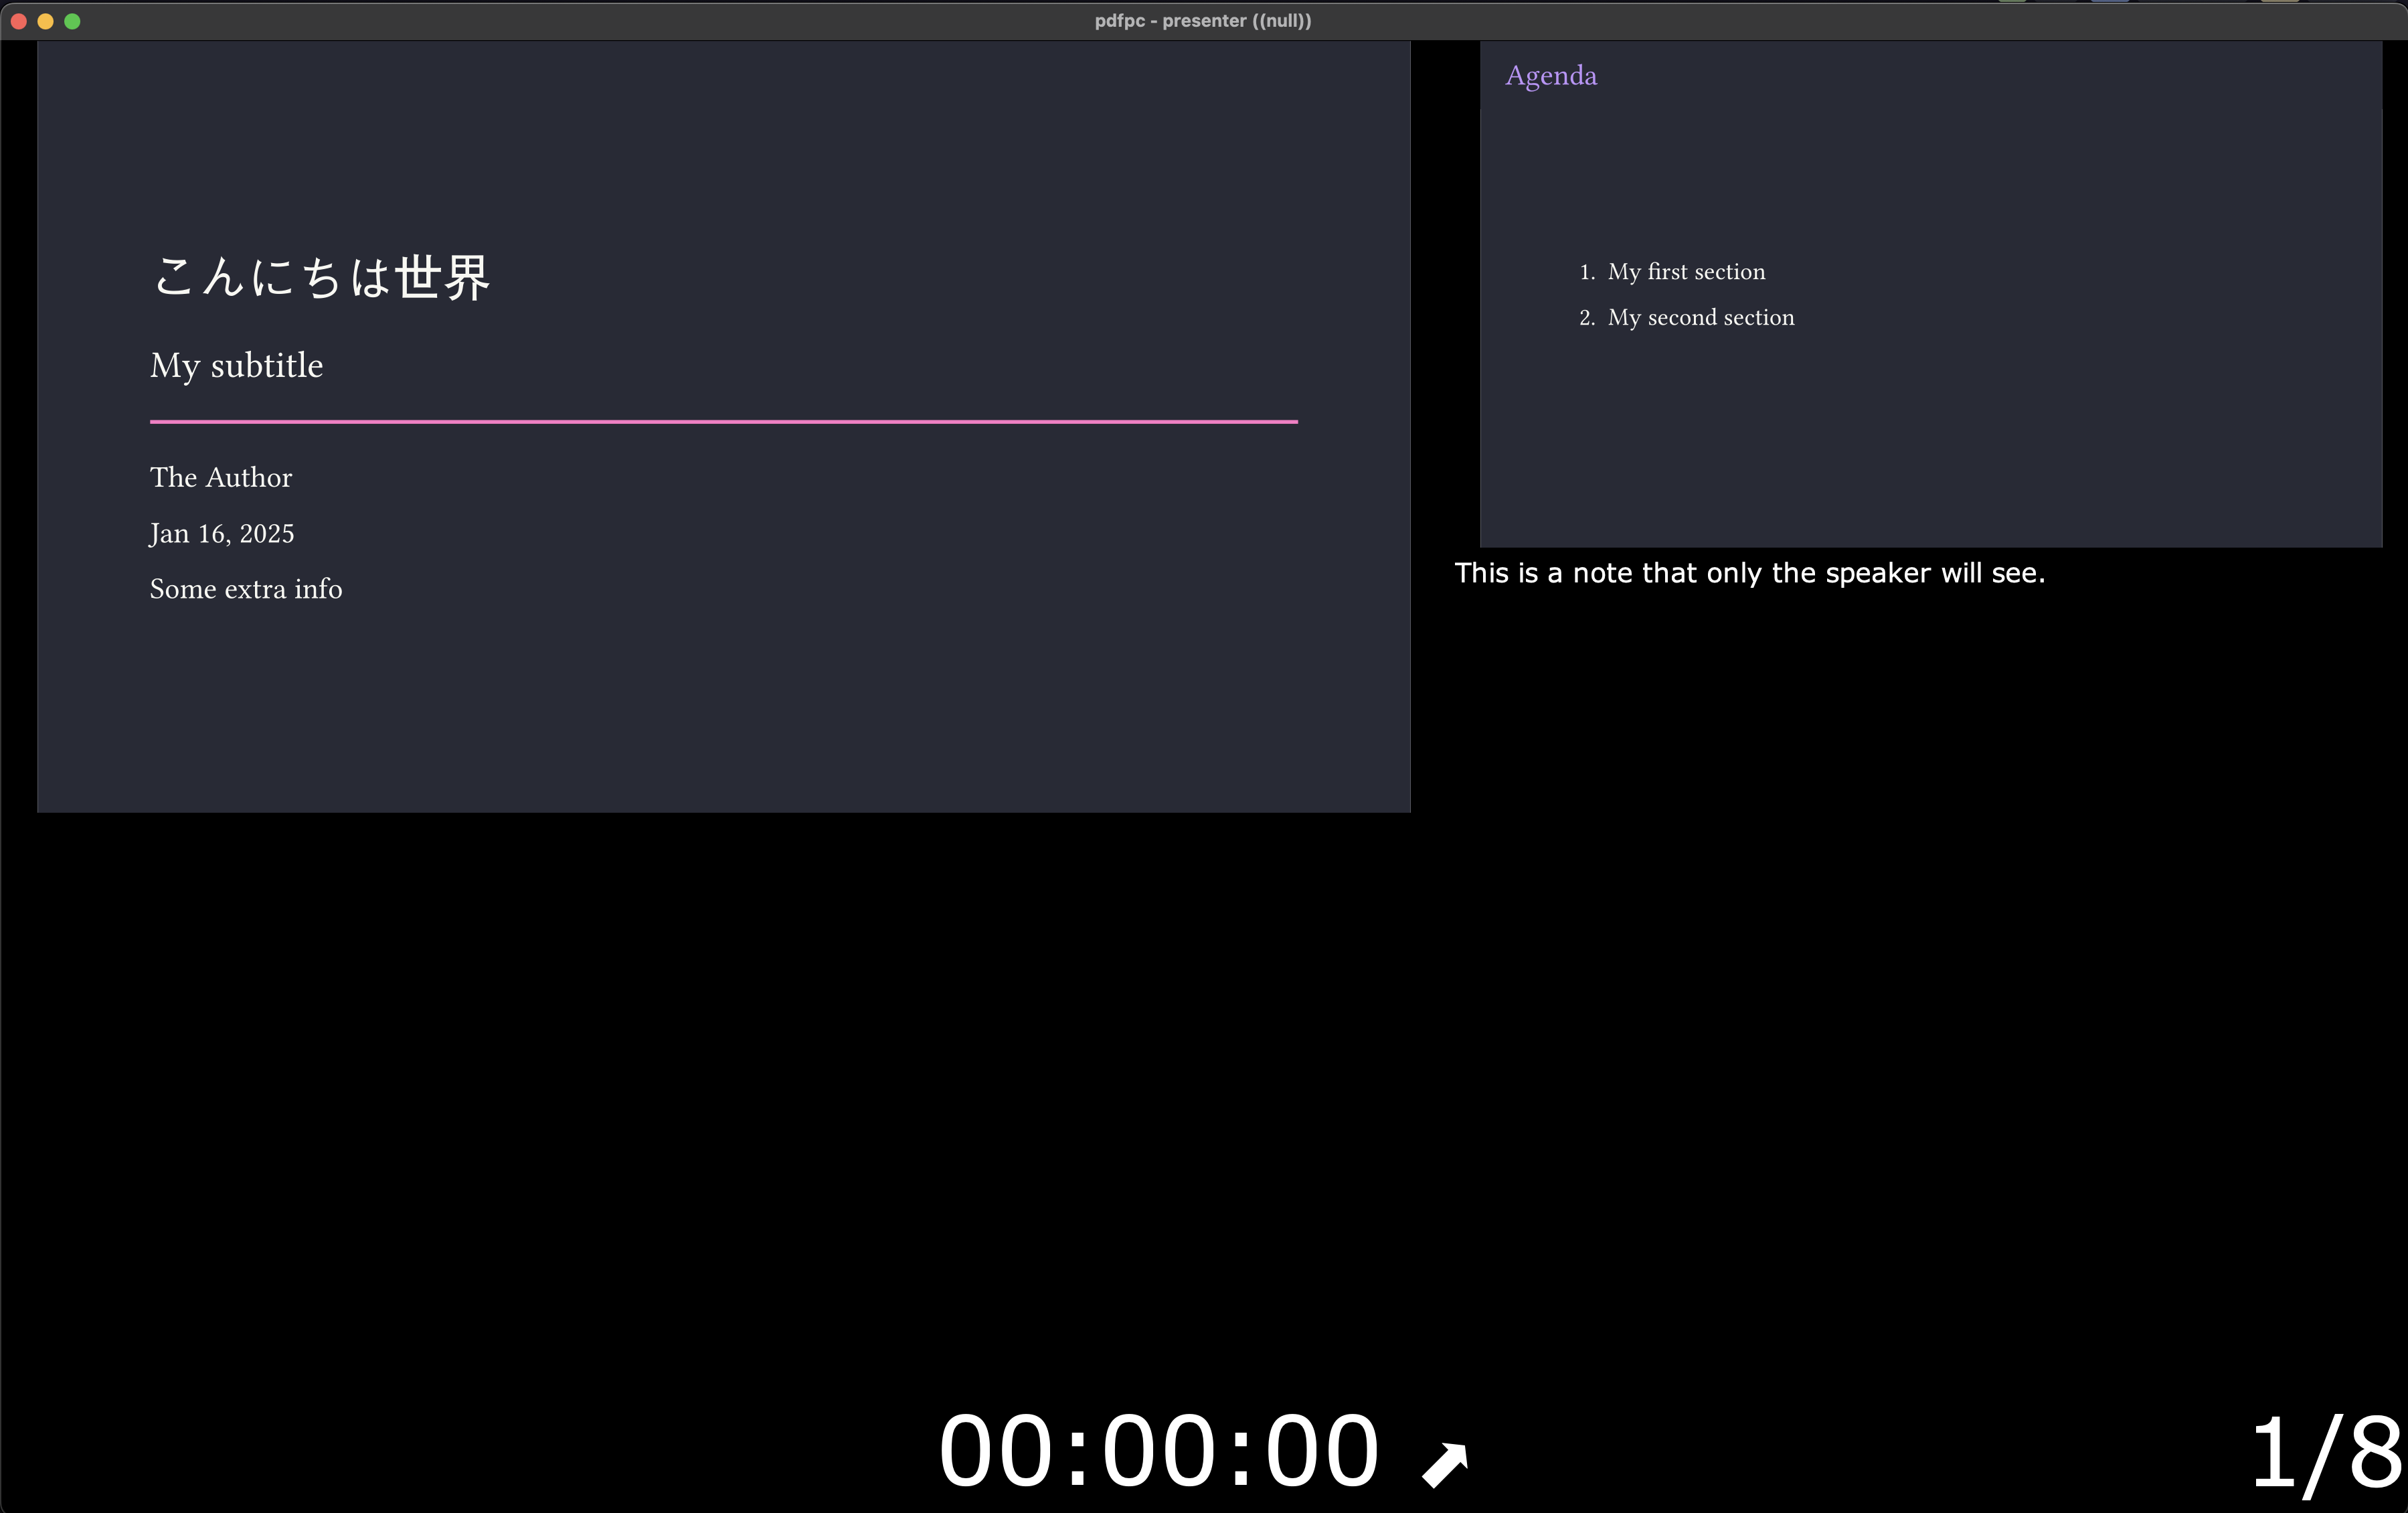 pdfpc - presenter ((null))
こんにちは世界
My subtitle
The Author
Jan 16, 2025
Some extra info
Agenda
1. My first section
2. My second section
This is a note that only the speaker will see.
00:00:00
1/8